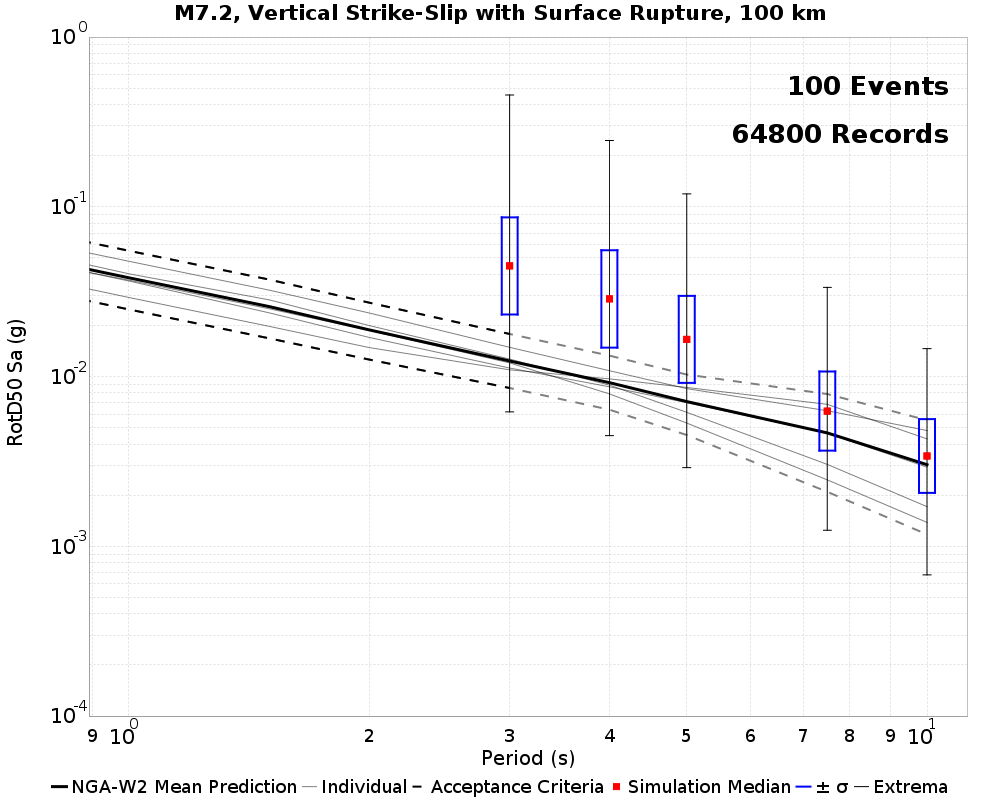 M7.2, Vertical Strike-Slip with Surface Rupture, 100 km
100 Events
64800 Records
RotD50 Sa (g)
10^0
10^-1
10^-2
10^-3
10^-4
9 10^0 2 3 4 5 6 7 8 9 10^1
Period (s)
NGA-W2 Mean Prediction Individual Acceptance Criteria Simulation Median ± σ Extrema